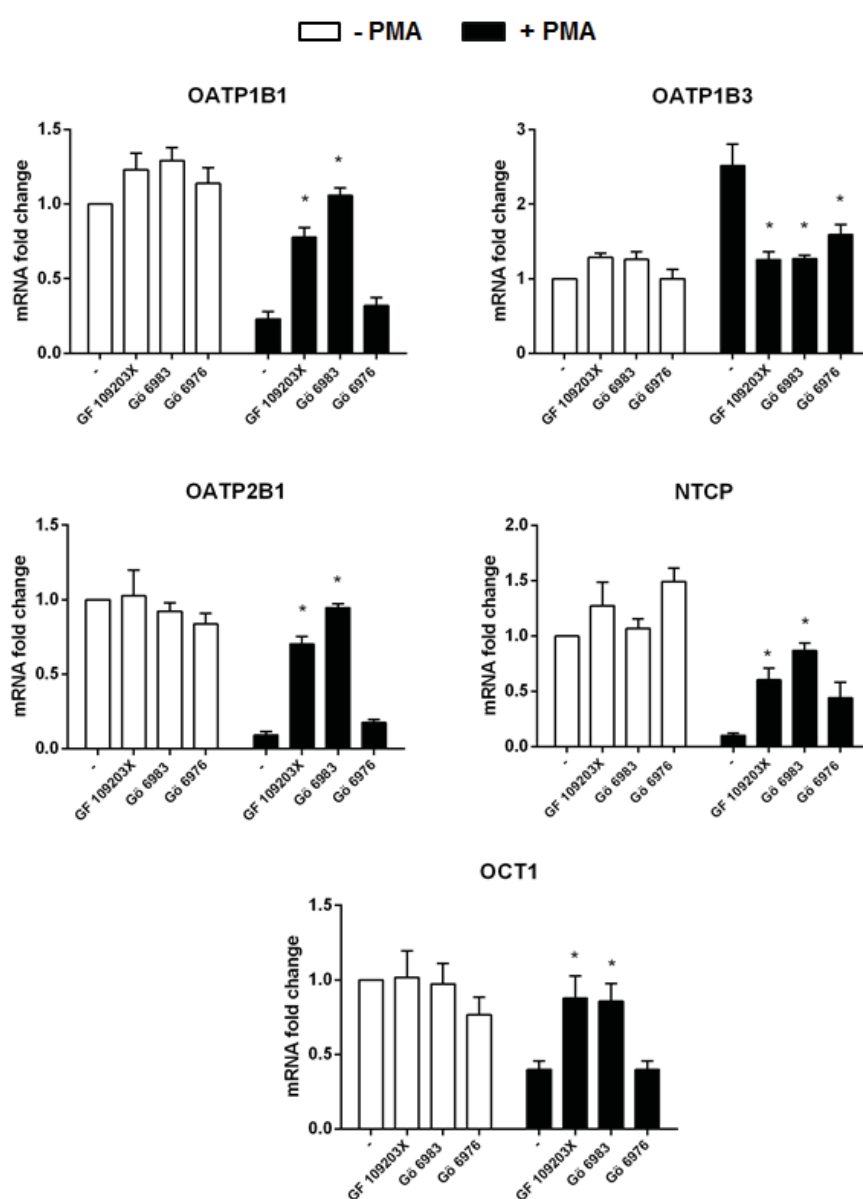 - PMA + PMA
OATP1B1
mRNA fold change
1.5
1.0
0.5
0.0
* *
- GF 109203X Gö 6983 Gö 6976 - GF 109203X Gö 6983 Gö 6976
OATP1B3
mRNA fold change
3
2
1
0
* * *
- GF 109203X Gö 6983 Gö 6976 - GF 109203X Gö 6983 Gö 6976
OATP2B1
mRNA fold change
1.5
1.0
0.5
0.0
* *
- GF 109203X Gö 6983 Gö 6976 - GF 109203X Gö 6983 Gö 6976
NTCP
mRNA fold change
2.0
1.5
1.0
0.5
0.0
* *
- GF 109203X Gö 6983 Gö 6976 - GF 109203X Gö 6983 Gö 6976
OCT1
mRNA fold change
1.5
1.0
0.5
0.0
* *
- GF 109203X Gö 6983 Gö 6976 - GF 109203X Gö 6983 Gö 6976